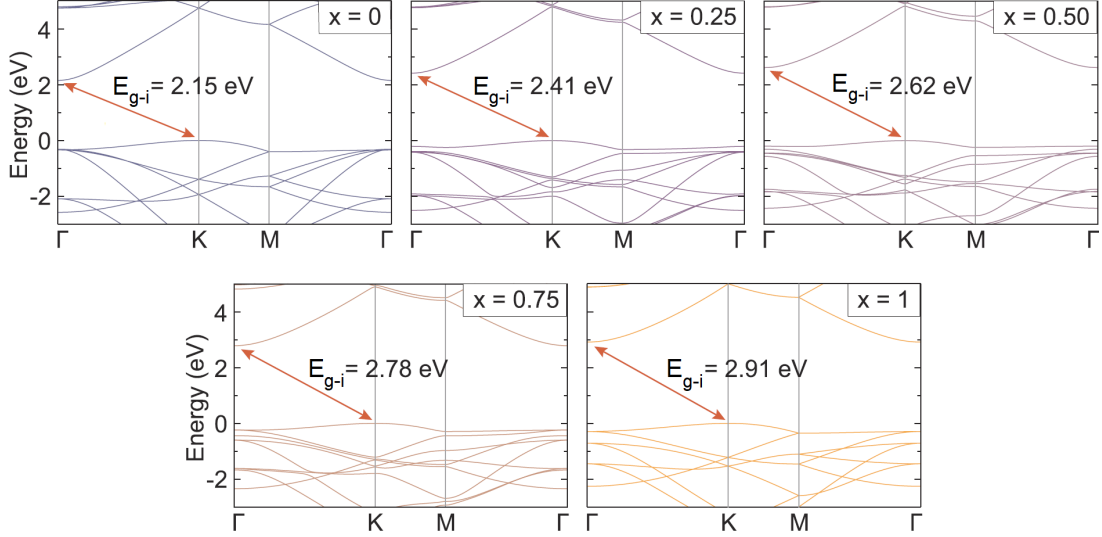 x = 0
x = 0.25
x = 0.50
Energy (eV)
4
2
0
-2
E_g-i = 2.15 eV
E_g-i = 2.41 eV
E_g-i = 2.62 eV
Γ K M Γ
Γ K M Γ
Γ K M Γ
x = 0.75
x = 1
Energy (eV)
4
2
0
-2
E_g-i = 2.78 eV
E_g-i = 2.91 eV
Γ K M Γ
Γ K M Γ